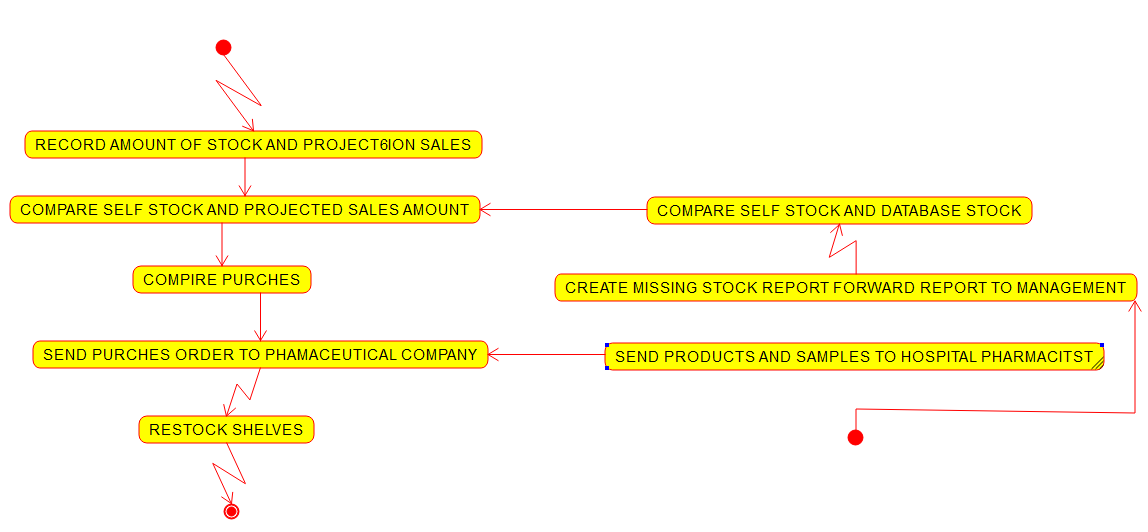 RECORD AMOUNT OF STOCK AND PROJECT6ION SALES
COMPARE SELF STOCK AND PROJECTED SALES AMOUNT
COMPARE SELF STOCK AND DATABASE STOCK
COMPIRE PURCHES
CREATE MISSING STOCK REPORT FORWARD REPORT TO MANAGEMENT
SEND PURCHES ORDER TO PHAMACEUTICAL COMPANY
SEND PRODUCTS AND SAMPLES TO HOSPITAL PHARMACITST
RESTOCK SHELVES